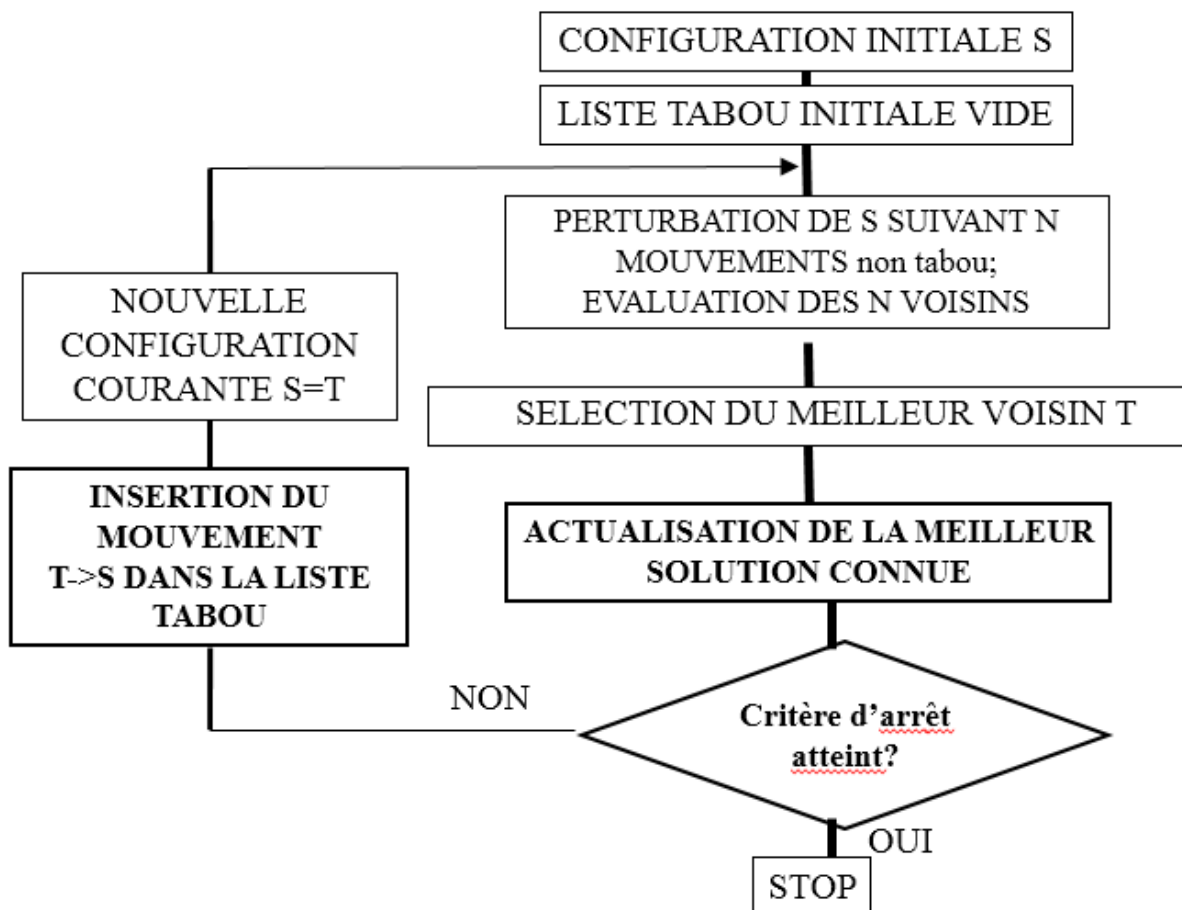 CONFIGURATION INITIALE S
LISTE TABOU INITIALE VIDE
PERTURBATION DE S SUIVANT N
MOUVEMENTS non tabou;
EVALUATION DES N VOISINS
SELECTION DU MEILLEUR VOISIN T
ACTUALISATION DE LA MEILLEUR
SOLUTION CONNUE
Critère d'arrêt
atteint?
NON
INSERTION DU
MOUVEMENT
T->S DANS LA LISTE
TABOU
NOUVELLE
CONFIGURATION
COURANTE S=T
OUI
STOP